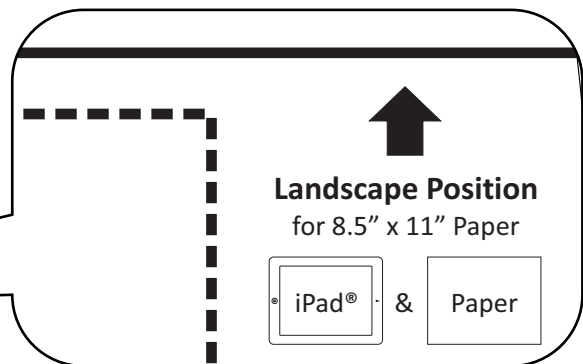 Landscape Position
for 8.5” x 11” Paper
iPad® & Paper